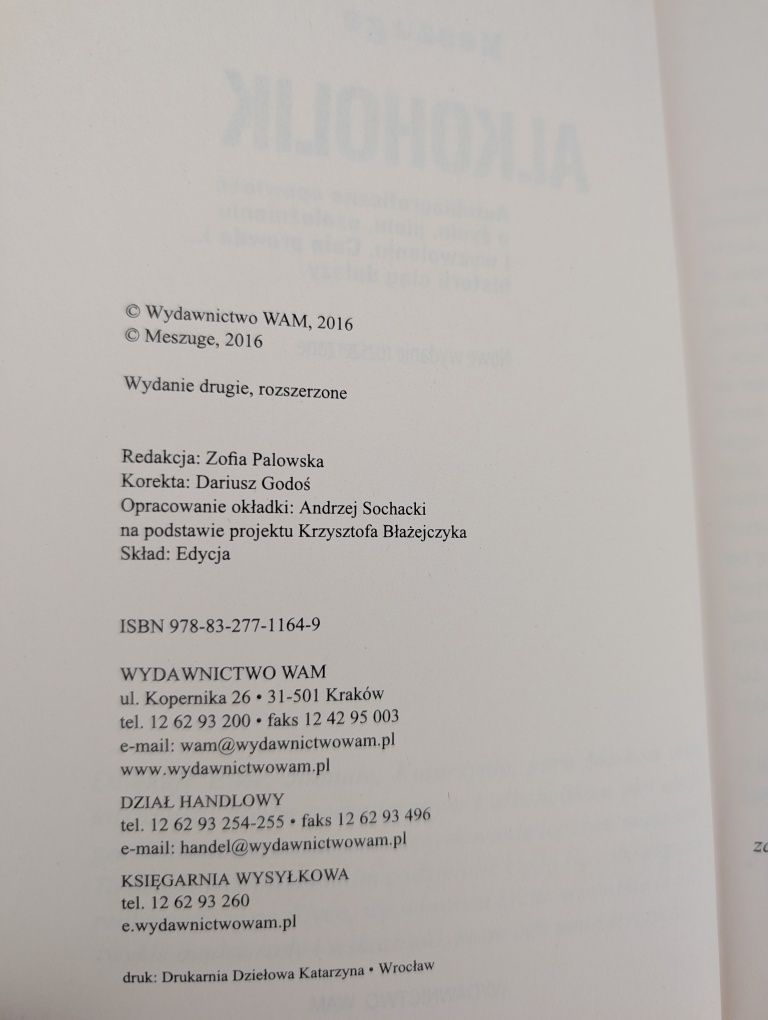 © Wydawnictwo WAM, 2016
© Meszuge, 2016
Wydanie drugie, rozszerzone
Redakcja: Zofia Palowska
Korekta: Dariusz Godoś
Opracowanie okładki: Andrzej Sochacki
na podstawie projektu Krzysztofa Błażejczyka
Skład: Edycja
ISBN 978-83-277-1164-9
WYDAWNICTWO WAM
ul. Kopernika 26 • 31-501 Kraków
tel. 12 62 93 200 • faks 12 42 95 003
e-mail: wam@wydawnictwowam.pl
www.wydawnictwowam.pl
DZIAŁ HANDLOWY
tel. 12 62 93 254-255 • faks 12 62 93 496
e-mail: handel@wydawnictwowam.pl
KSIĘGARNIA WYSYŁKOWA
tel. 12 62 93 260
e.wydawnictwowam.pl
druk: Drukarnia Dziełowa Katarzyna • Wrocław